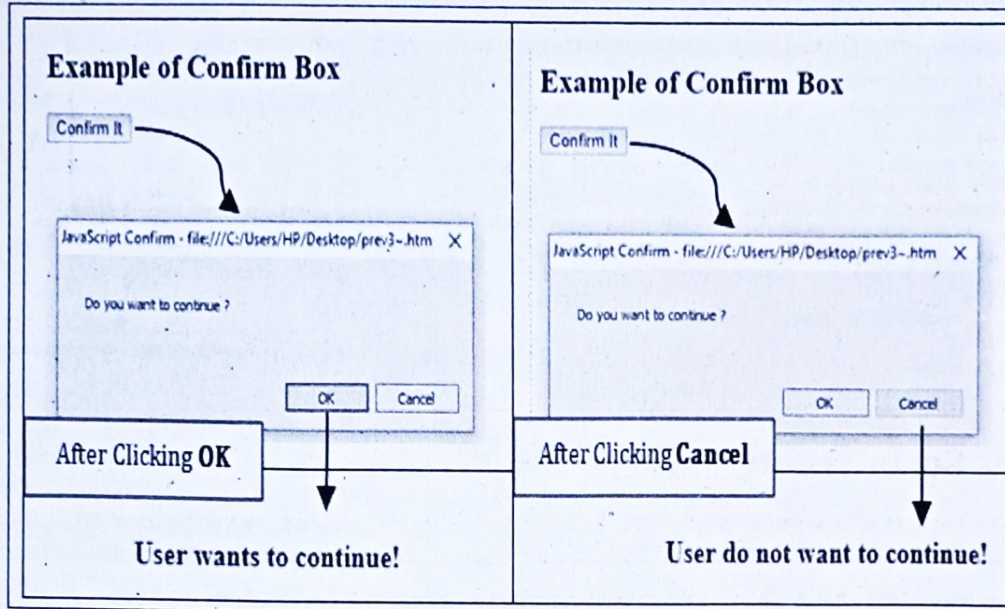 Example of Confirm Box
Confirm It
JavaScript Confirm - file:///C:/Users/HP/Desktop/prev3~.htm X
Do you want to continue ?
OK Cancel
After Clicking OK
User wants to continue!
Example of Confirm Box
Confirm It
JavaScript Confirm - file:///C:/Users/HP/Desktop/prev3~.htm X
Do you want to continue ?
OK Cancel
After Clicking Cancel
User do not want to continue!